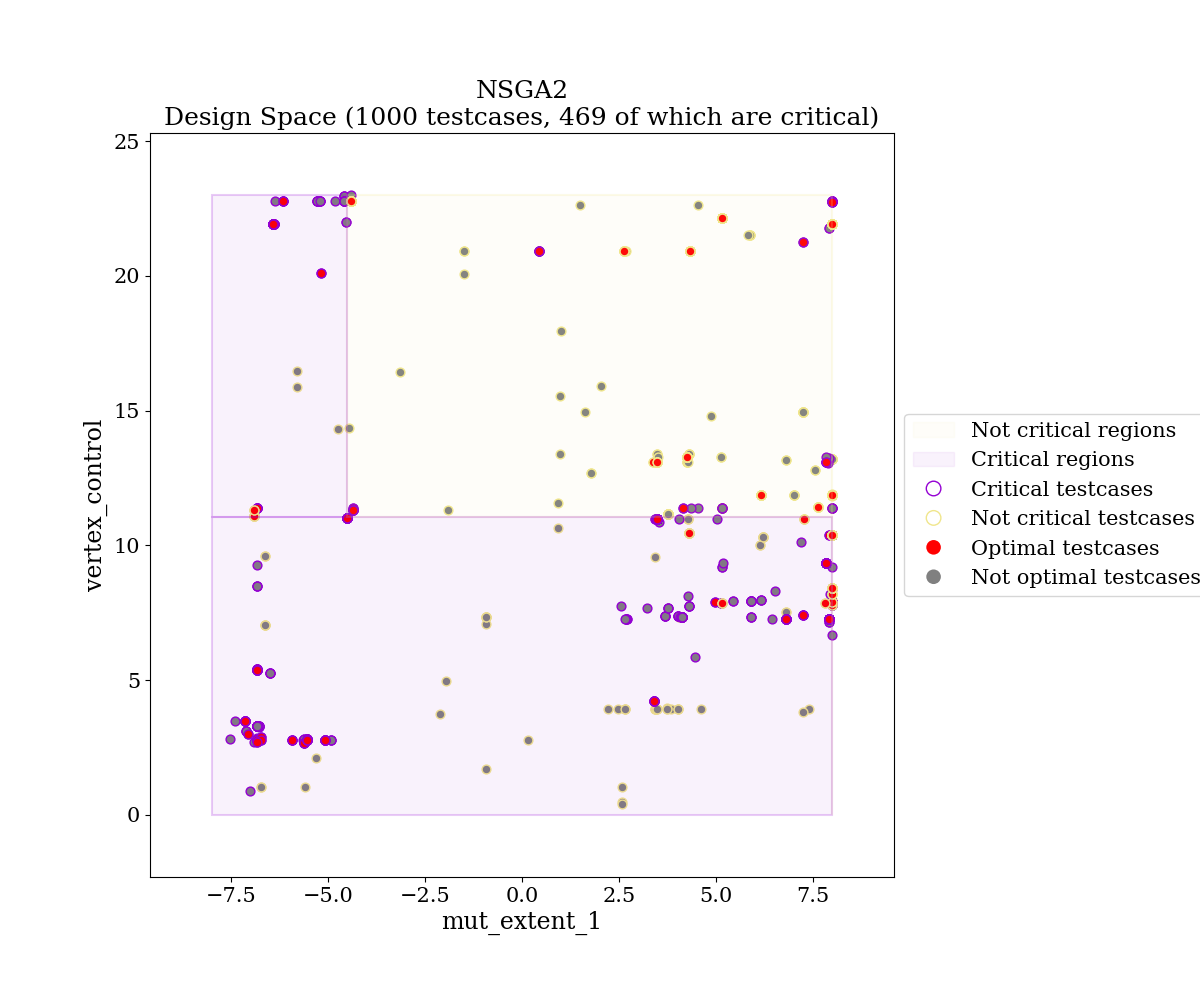 NSGA2
Design Space (1000 testcases, 469 of which are critical)
25
20
15
10
5
0
vertex_control
−7.5
−5.0
−2.5
0.0
2.5
5.0
7.5
mut_extent_1
Not critical regions
Critical regions
Critical testcases
Not critical testcases
Optimal testcases
Not optimal testcases